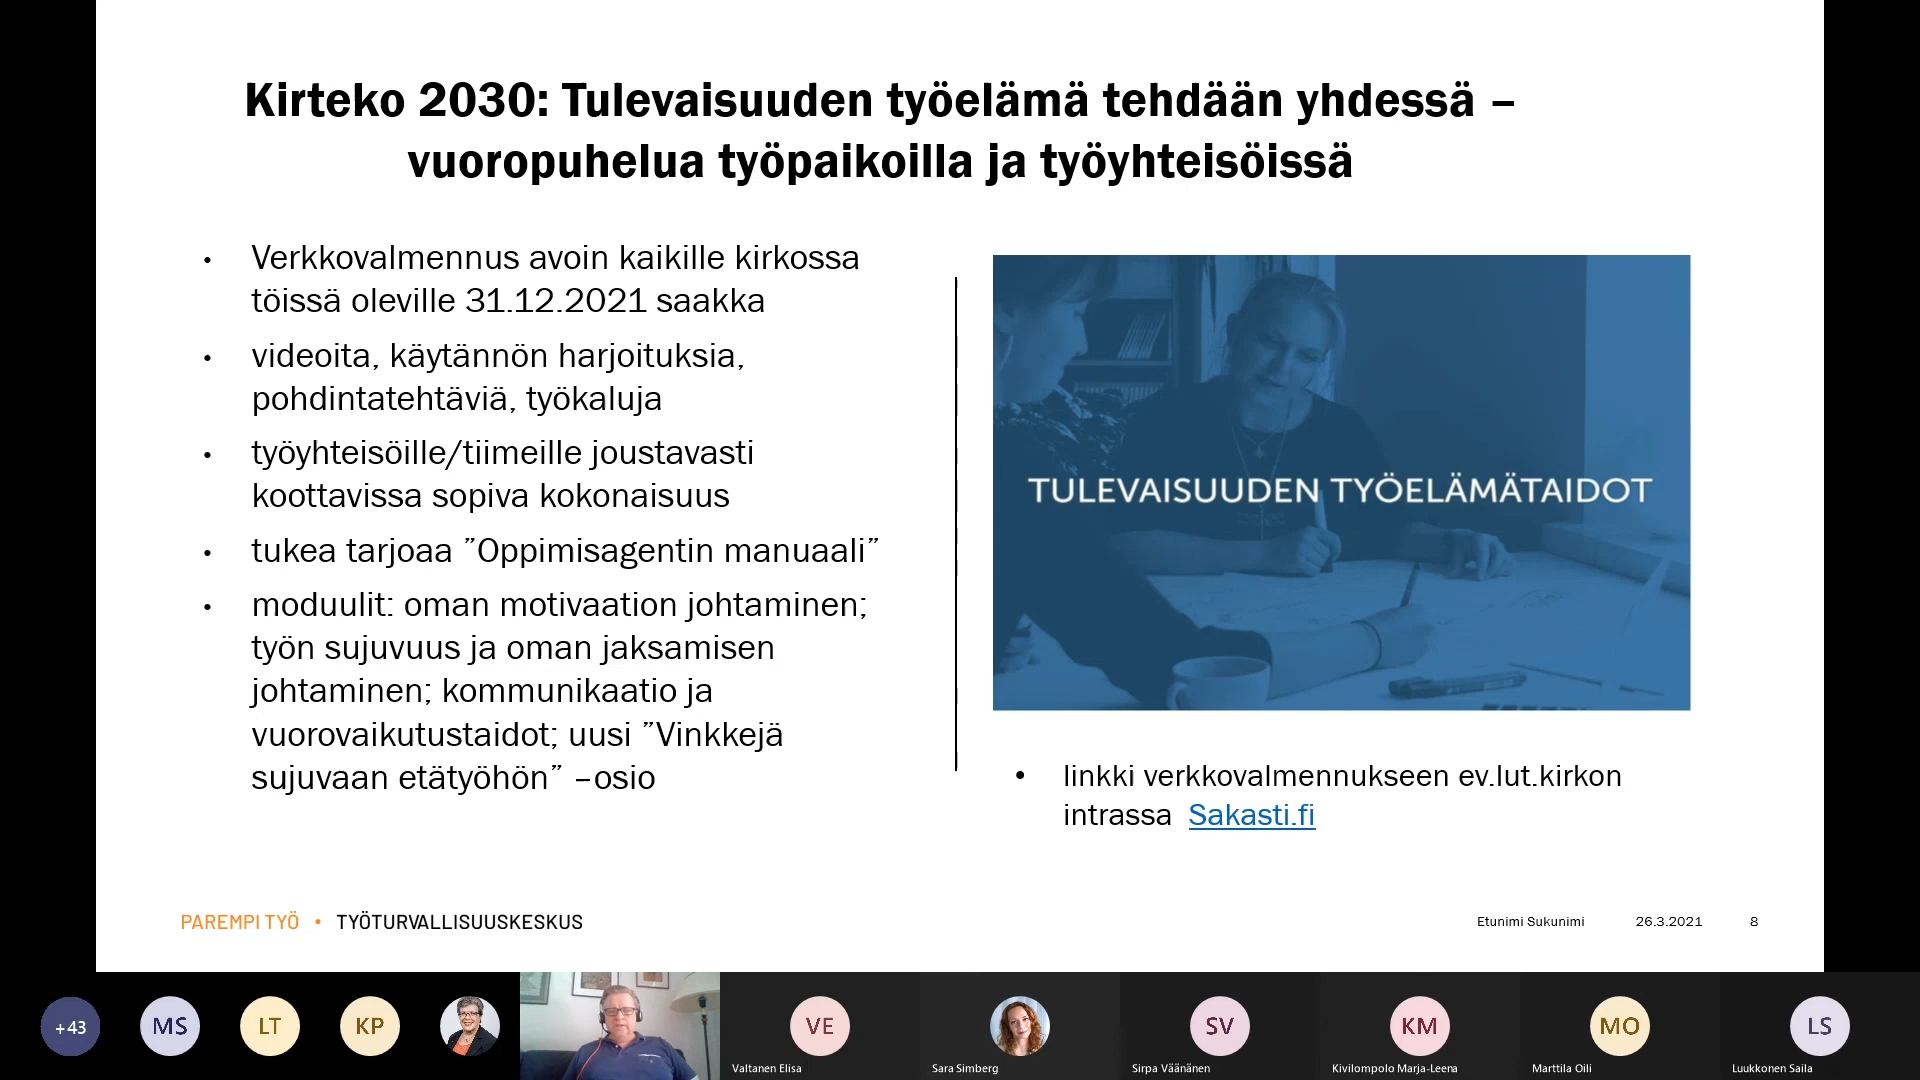 Kirteko 2030: Tulevaisuuden työelämä tehdään yhdessä –
vuoropuhelua työpaikoilla ja työyhteisöissä
• Verkkovalmennus avoin kaikille kirkossa
töissä oleville 31.12.2021 saakka
• videoita, käytännön harjoituksia,
pohdintatehtäviä, työkaluja
• työyhteisöille/tiimeille joustavasti
koottavissa sopiva kokonaisuus
• tukea tarjoaa ”Oppimisagentin manuaali”
• moduulit: oman motivaation johtaminen;
työn sujuvuus ja oman jaksamisen
johtaminen; kommunikaatio ja
vuorovaikutustaidot; uusi ”Vinkkejä
sujuvaan etätyöhön” –osio
TULEVAISUUDEN TYÖELÄMÄTAIDOT
• linkki verkkovalmennukseen ev.lut.kirkon
intrassa Sakasti.fi
PAREMPI TYÖ • TYÖTURVALLISUUSKESKUS
Etunimi Sukunimi 26.3.2021 8
+43 MS LT KP VE SV KM MO LS
Valtanen Elisa Sara Simberg Sirpa Väänänen Kivilompolo Marja-Leena Marttila Oili Luukkonen Saila